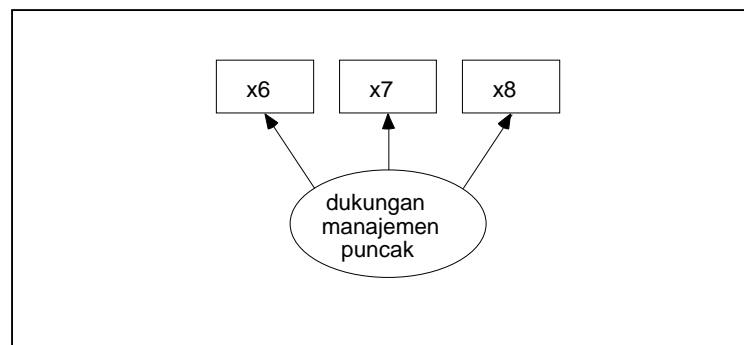 x6
x7
x8
dukungan
manajemen
puncak